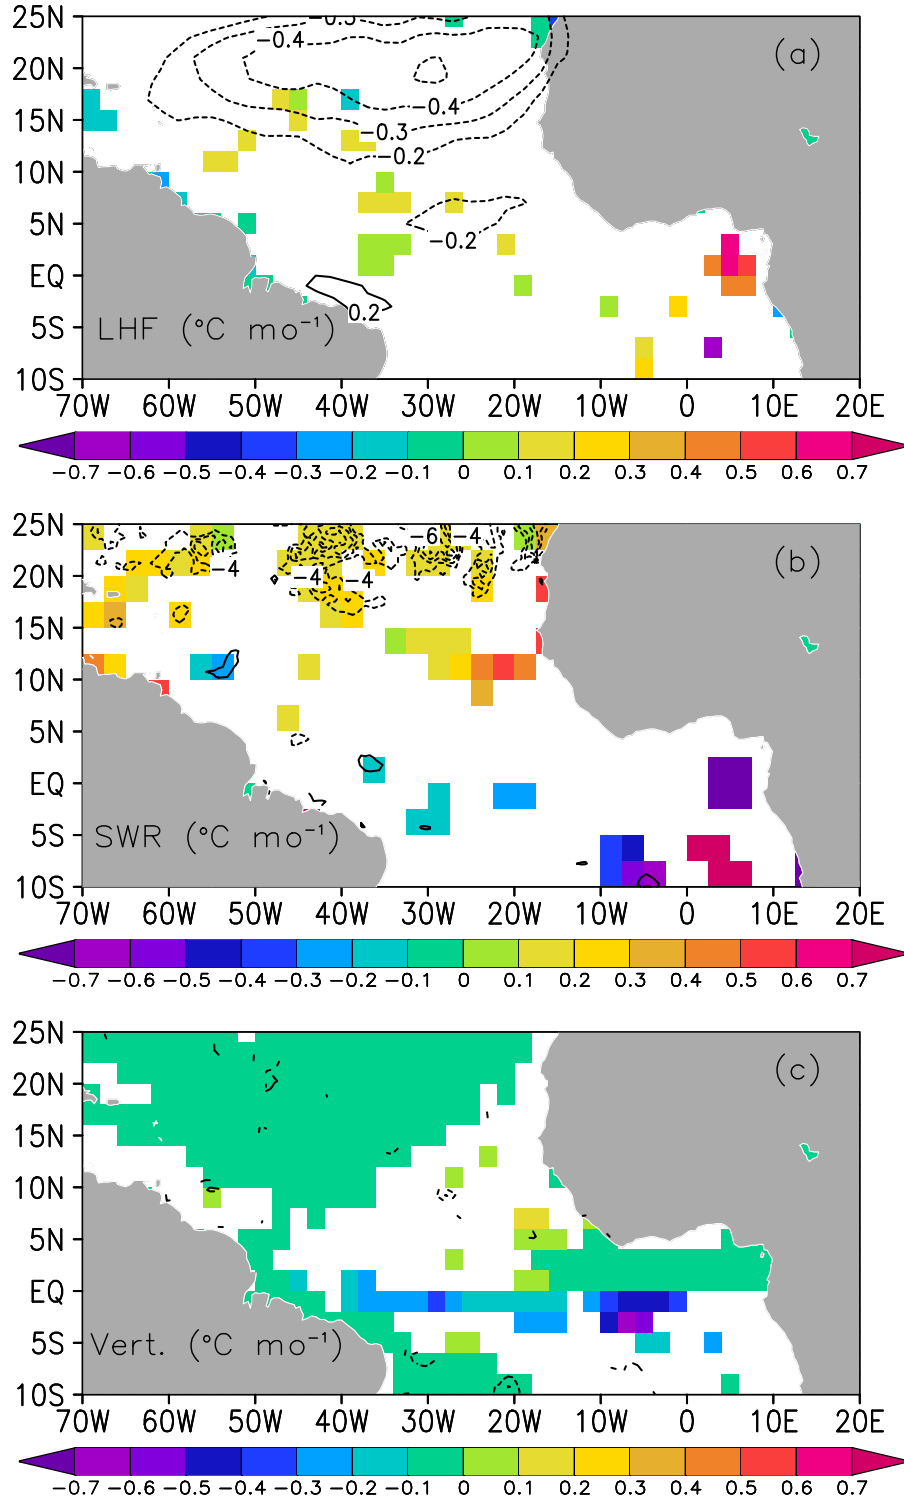 25N
20N
15N
10N
5N
EQ
5S
10S
(a)
-0.3
-0.4
-0.4
-0.3
-0.2
-0.2
0.2
LHF (°C mo⁻¹)
70W 60W 50W 40W 30W 20W 10W 0 10E 20E
-0.7 -0.6 -0.5 -0.4 -0.3 -0.2 -0.1 0 0.1 0.2 0.3 0.4 0.5 0.6 0.7
25N
20N
15N
10N
5N
EQ
5S
10S
(b)
-6 -4
-4
-4 -4
SWR (°C mo⁻¹)
70W 60W 50W 40W 30W 20W 10W 0 10E 20E
-0.7 -0.6 -0.5 -0.4 -0.3 -0.2 -0.1 0 0.1 0.2 0.3 0.4 0.5 0.6 0.7
25N
20N
15N
10N
5N
EQ
5S
10S
(c)
Vert. (°C mo⁻¹)
70W 60W 50W 40W 30W 20W 10W 0 10E 20E
-0.7 -0.6 -0.5 -0.4 -0.3 -0.2 -0.1 0 0.1 0.2 0.3 0.4 0.5 0.6 0.7